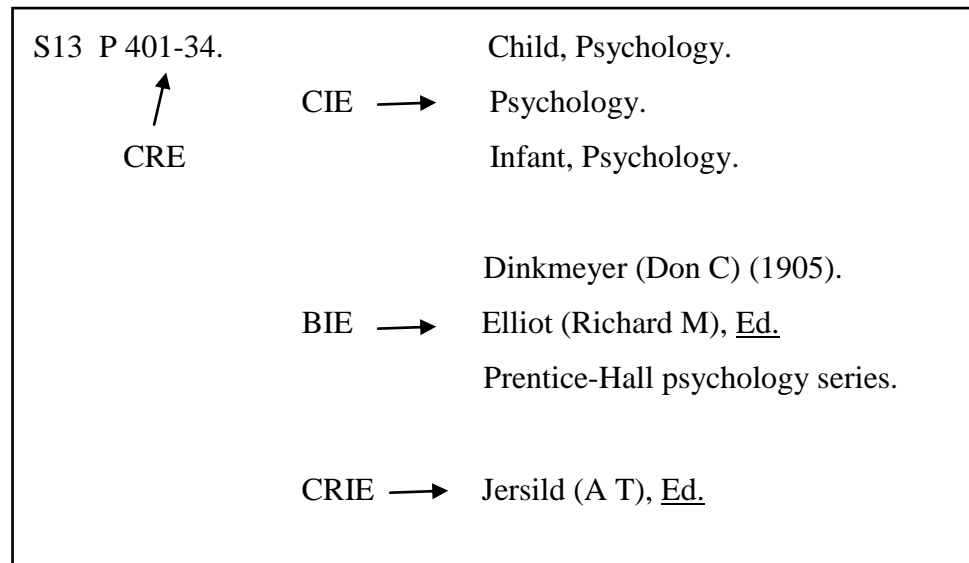 S13 P 401-34. Child, Psychology.
CIE Psychology.
CRE Infant, Psychology.
Dinkmeyer (Don C) (1905).
BIE Elliot (Richard M), Ed.
Prentice-Hall psychology series.
CRIE Jersild (A T), Ed.